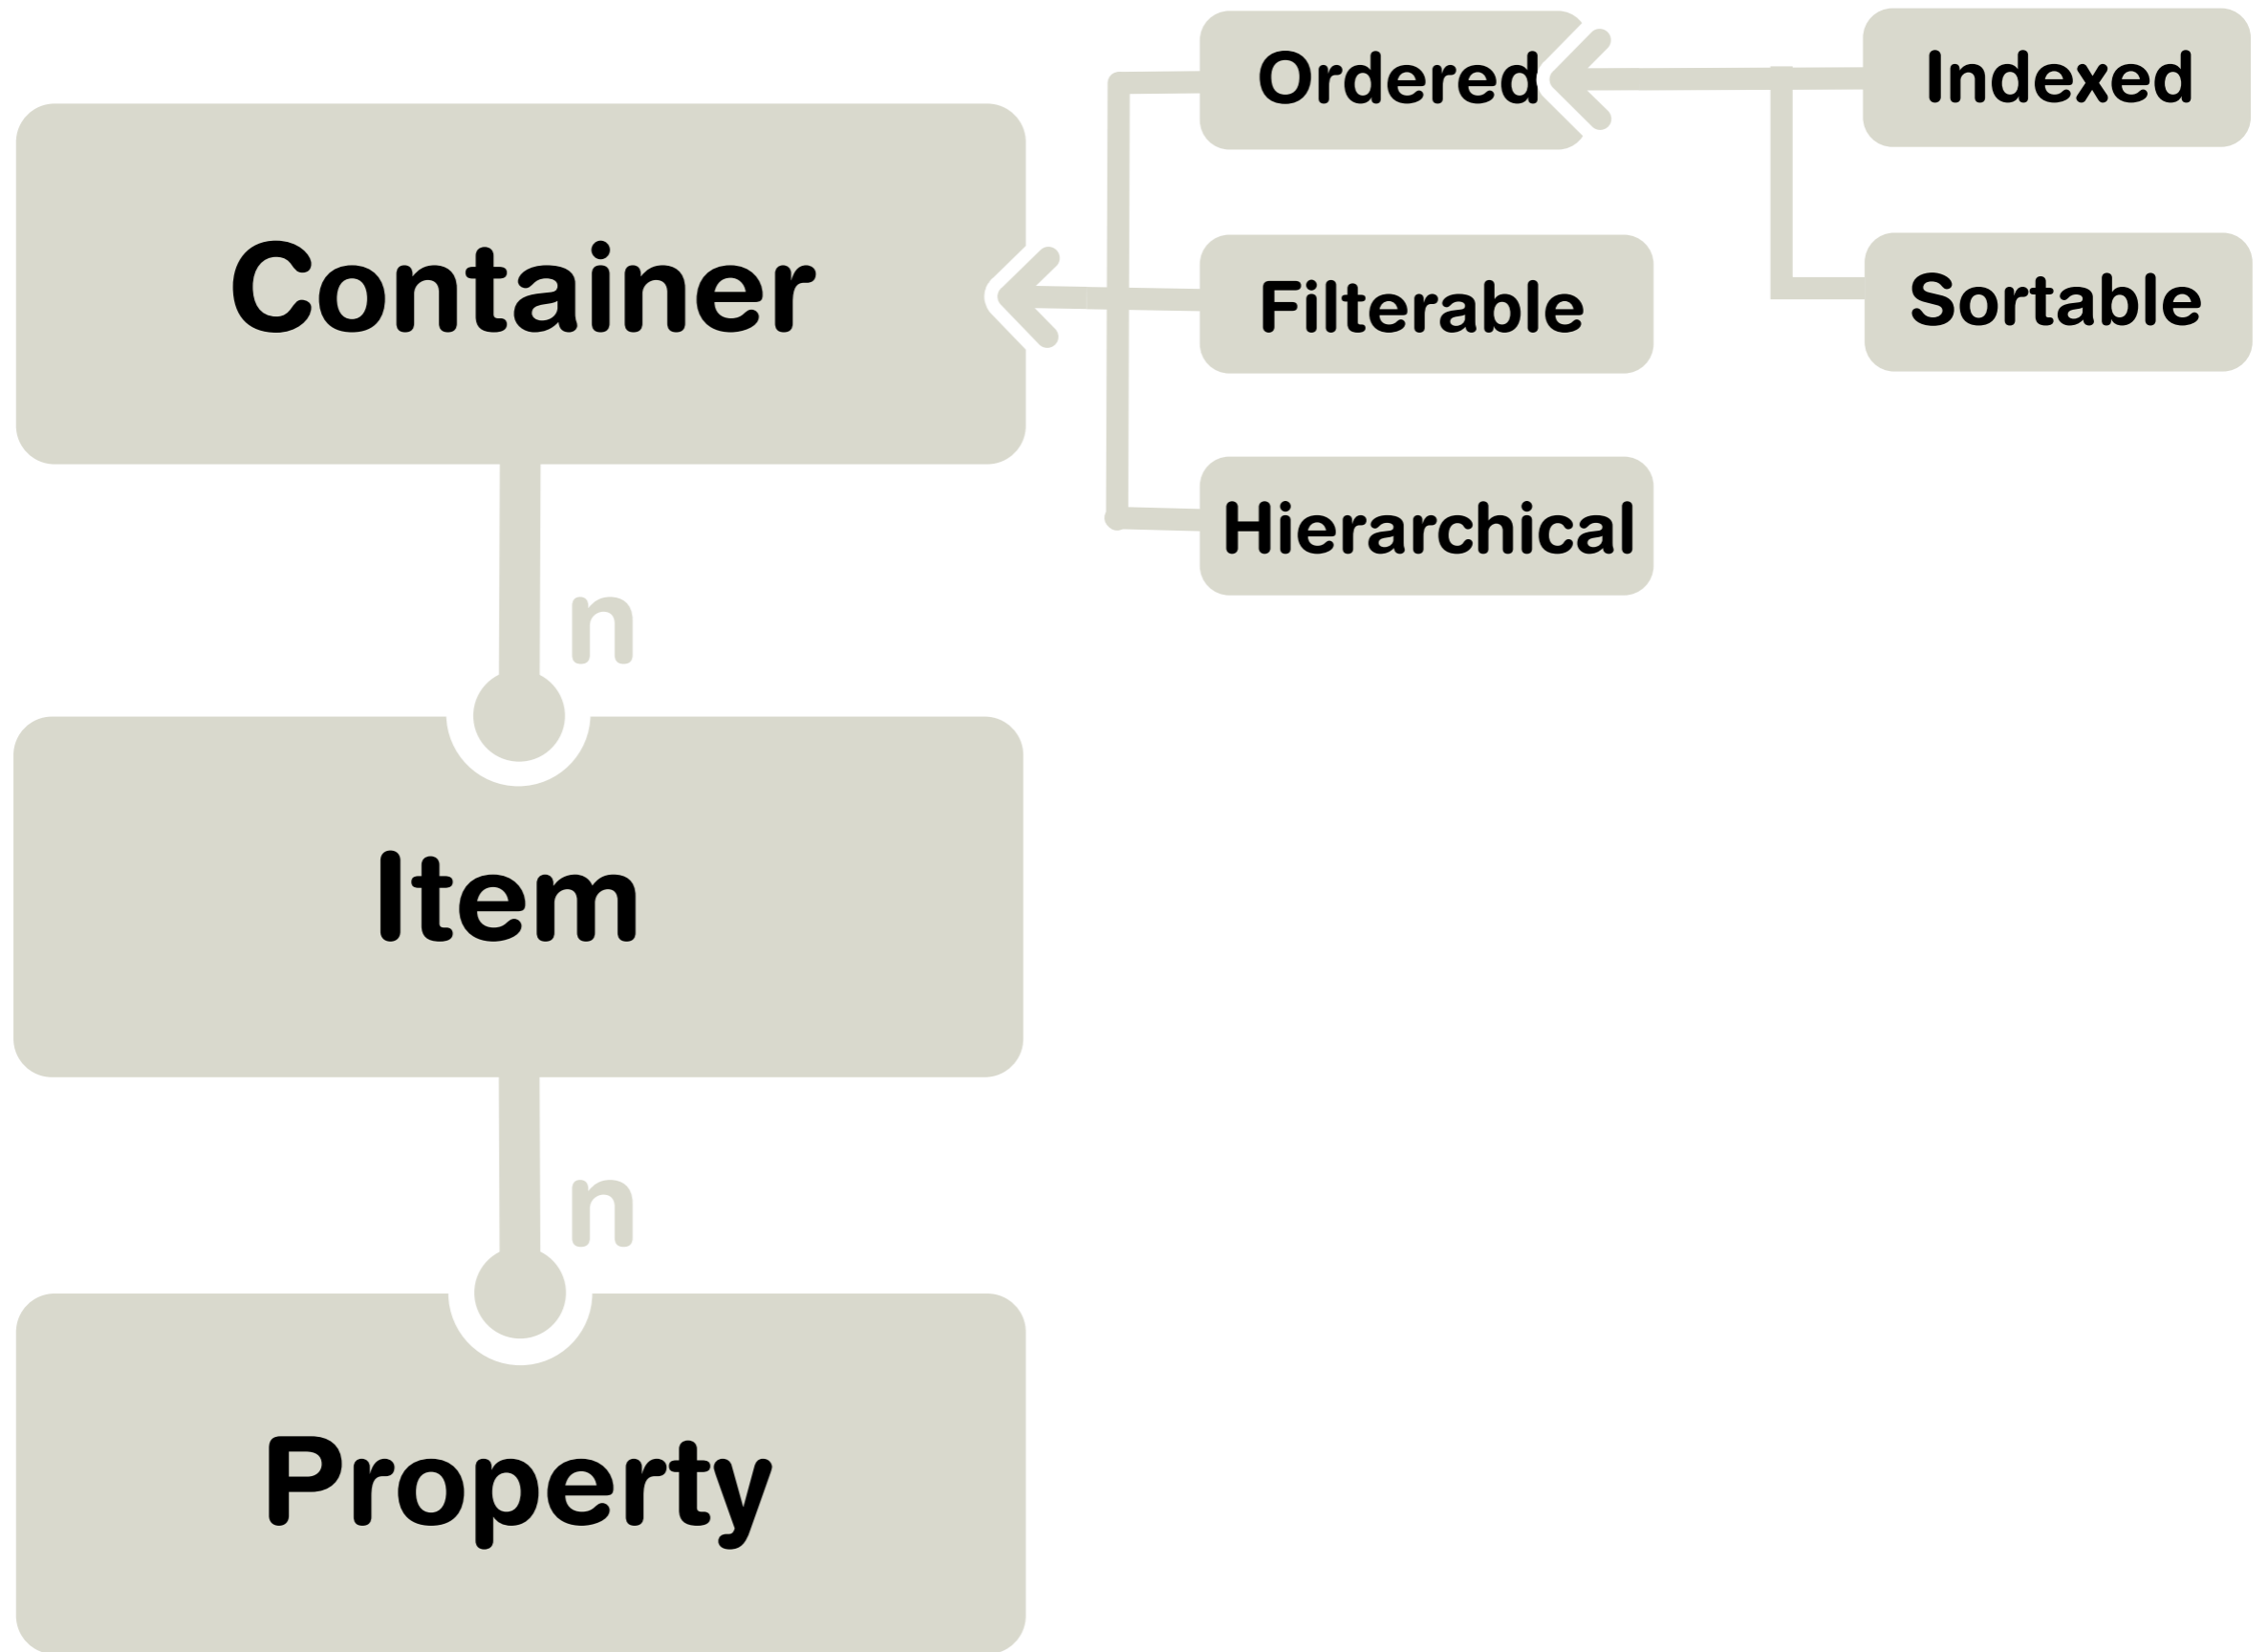 Ordered
Indexed
Container
Filterable
Sortable
Hierarchical
n
Item
n
Property